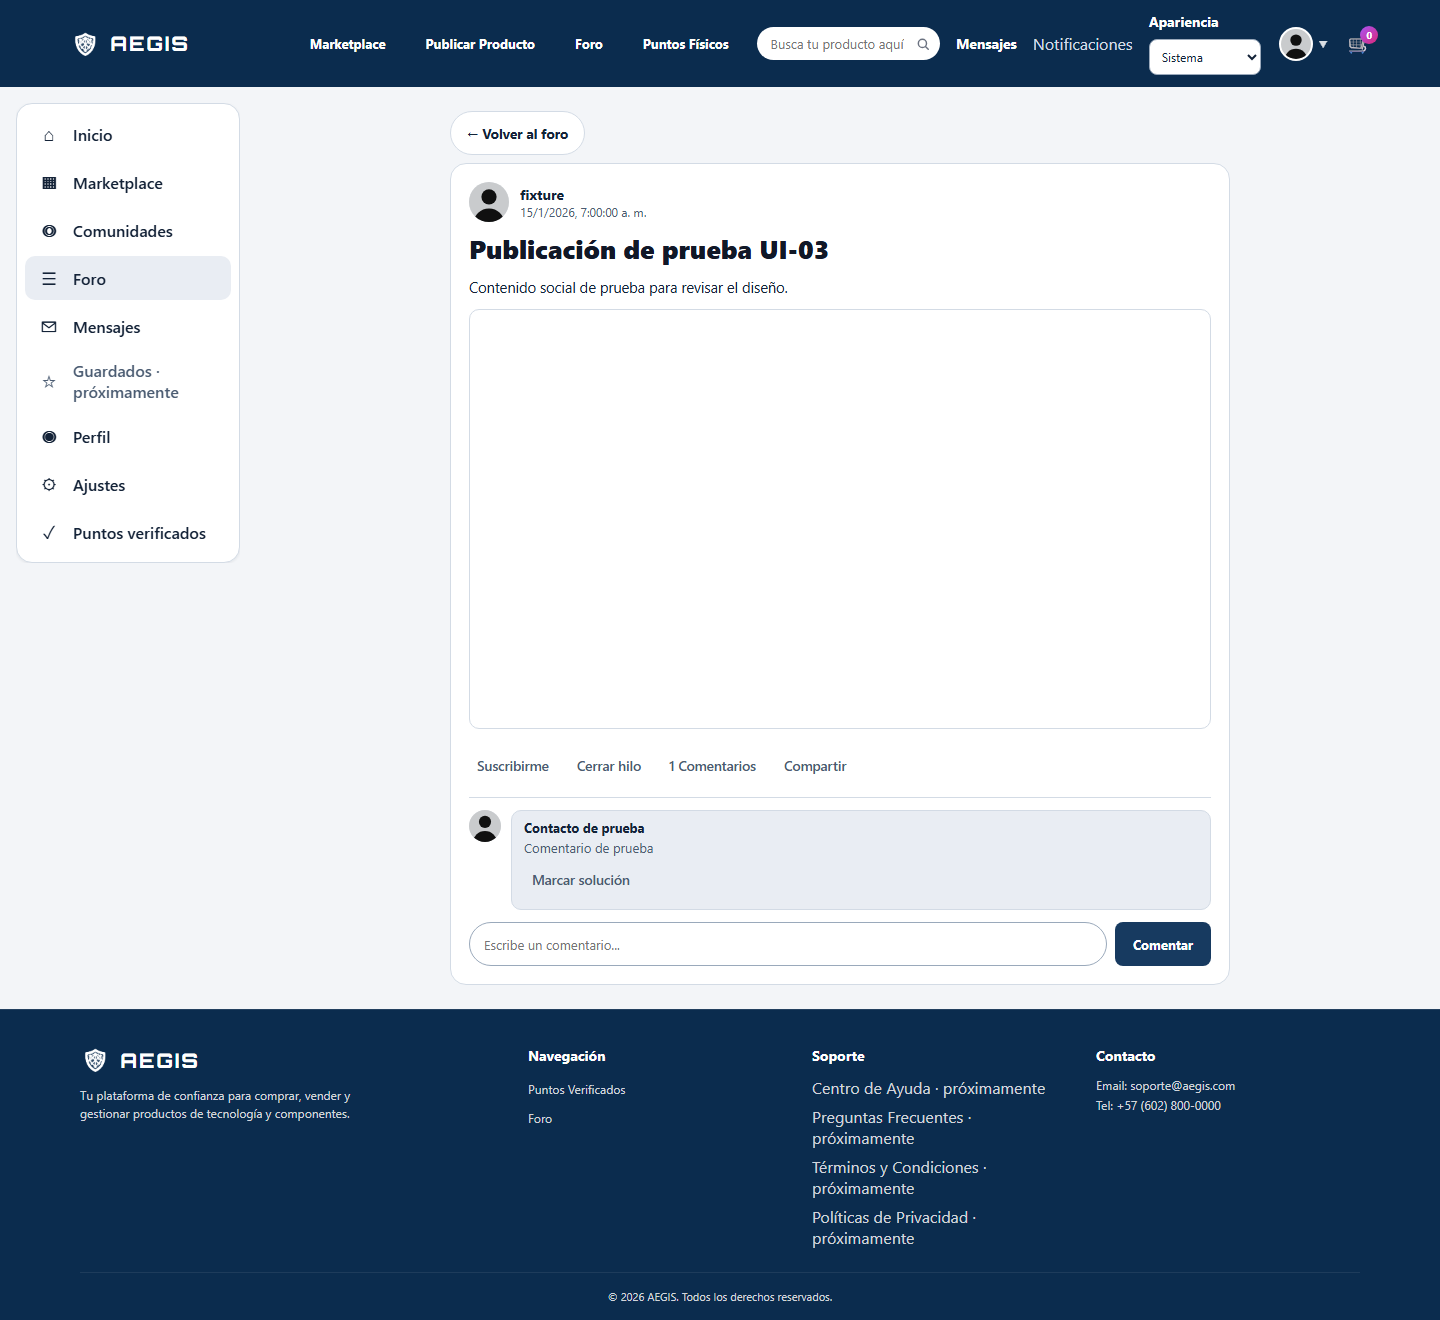 AEGIS
Marketplace
Publicar Producto
Foro
Puntos Físicos
Busca tu producto aquí
Mensajes
Notificaciones
Apariencia
Sistema
0
Inicio
Marketplace
Comunidades
Foro
Mensajes
Guardados ·
próximamente
Perfil
Ajustes
Puntos verificados
← Volver al foro
fixture
15/1/2026, 7:00:00 a. m.
Publicación de prueba UI-03
Contenido social de prueba para revisar el diseño.
Suscribirme
Cerrar hilo
1 Comentarios
Compartir
Contacto de prueba
Comentario de prueba
Marcar solución
Escribe un comentario...
Comentar
AEGIS
Tu plataforma de confianza para comprar, vender y
gestionar productos de tecnología y componentes.
Navegación
Puntos Verificados
Foro
Soporte
Centro de Ayuda · próximamente
Preguntas Frecuentes ·
próximamente
Términos y Condiciones ·
próximamente
Políticas de Privacidad ·
próximamente
Contacto
Email: soporte@aegis.com
Tel: +57 (602) 800-0000
© 2026 AEGIS. Todos los derechos reservados.